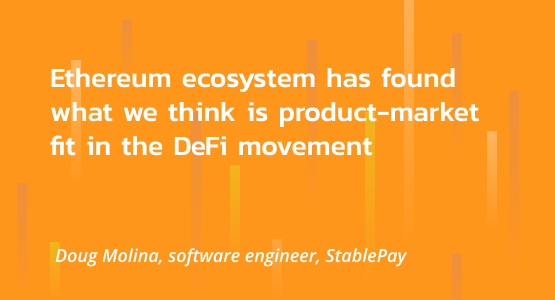 Ethereum ecosystem has found
what we think is product-market
fit in the DeFi movement
Doug Molina, software engineer, StablePay